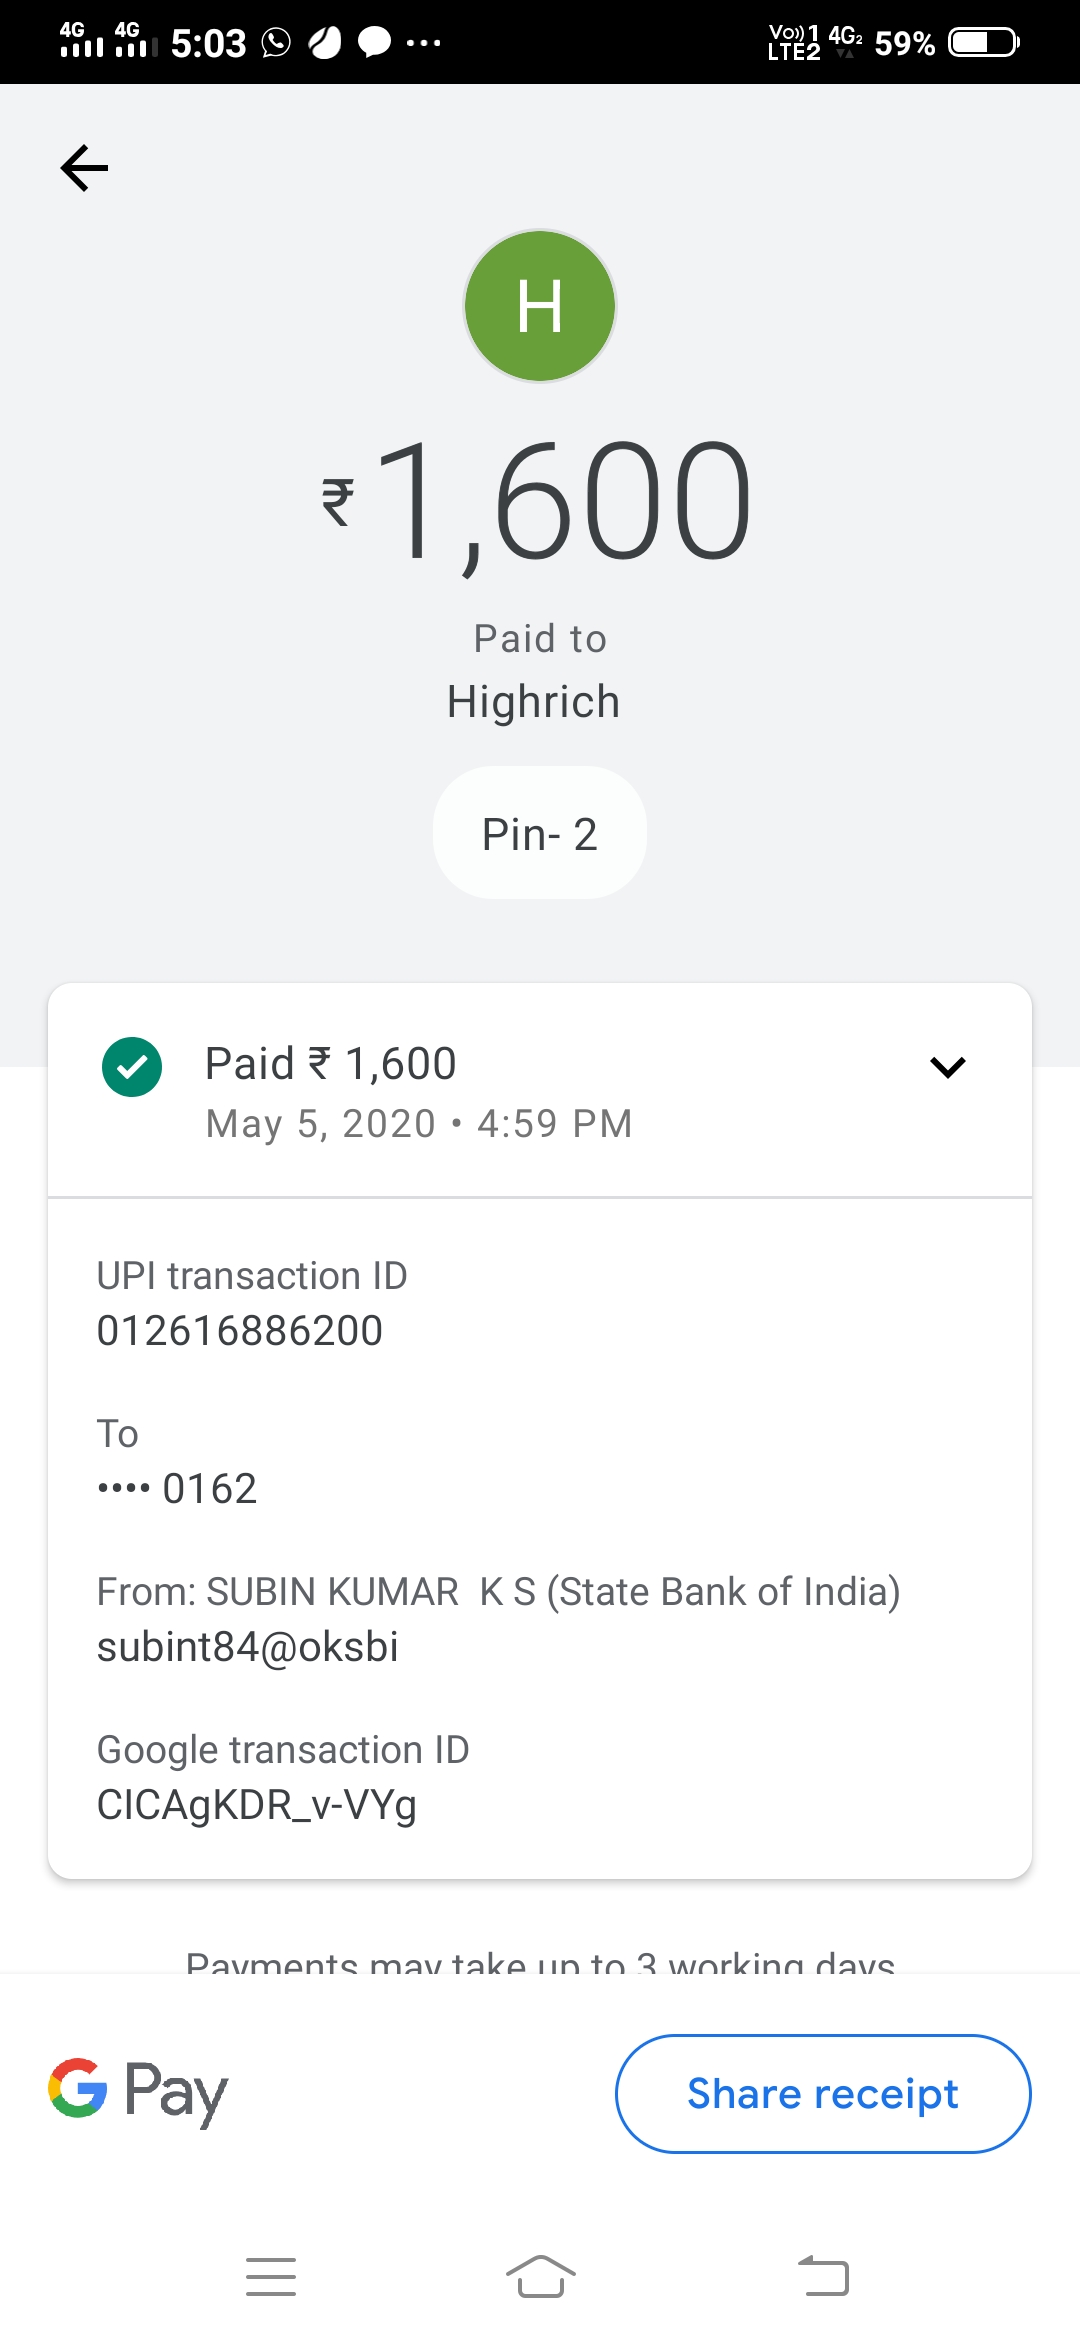 4G 4G 5:03 Vo)) 1 4G2 59%
LTE2
H
₹1,600
Paid to
Highrich
Pin- 2
Paid ₹ 1,600
May 5, 2020 • 4:59 PM
UPI transaction ID
012616886200
To
•••• 0162
From: SUBIN KUMAR  K S (State Bank of India)
subint84@oksbi
Google transaction ID
CICAgKDR_v-VYg
Payments may take up to 3 working days
G Pay
Share receipt